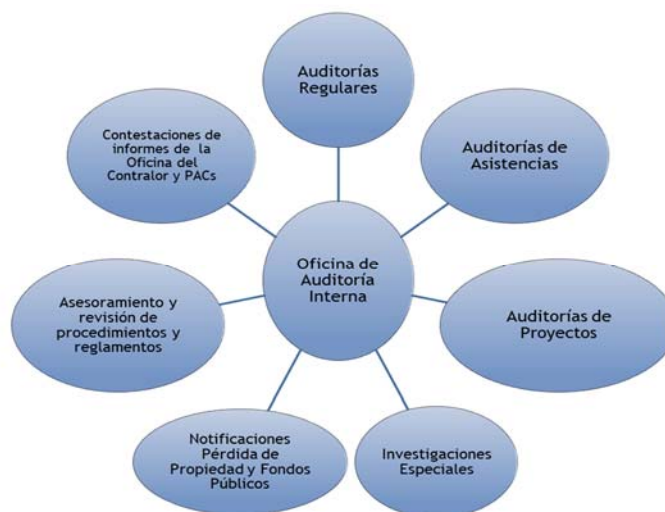 Auditorías
Regulares
Contestaciones de
informes de la
Oficina del
Contralor y PACs
Auditorías de
Asistencias
Oficina de
Auditoría
Interna
Asesoramiento y
revisión de
procedimientos y
reglamentos
Auditorías de
Proyectos
Notificaciones
Pérdida de
Propiedad y Fondos
Públicos
Investigaciones
Especiales